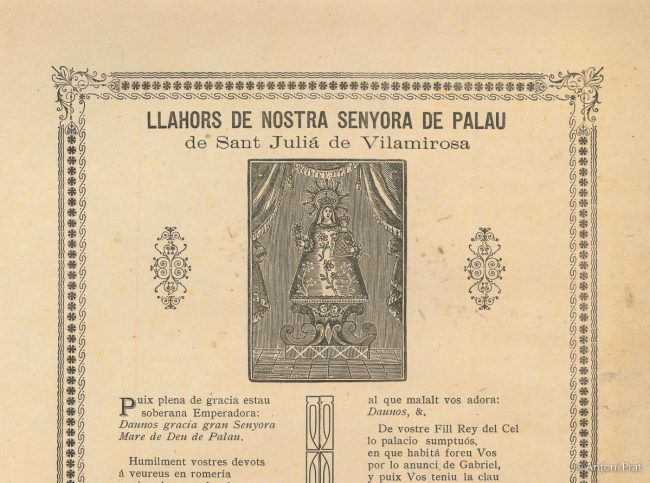 LLAHORS DE NOSTRA SENYORA DE PALAU
de Sant Juliá de Vilamirosa
Puix plena de gracia estau
soberana Emperadora:
Daunos gracia gran Senyora
Mare de Deu de Palau.
Humilment vostres devots
á veureus en romeria
al que malalt vos adora:
Daunos, &.
De vostre Fill Rey del Cel
lo palacio sumptuós,
en que habitá foreu Vos
por lo anunci de Gabriel,
y puix Vos teniu la clau
Antoni Prat